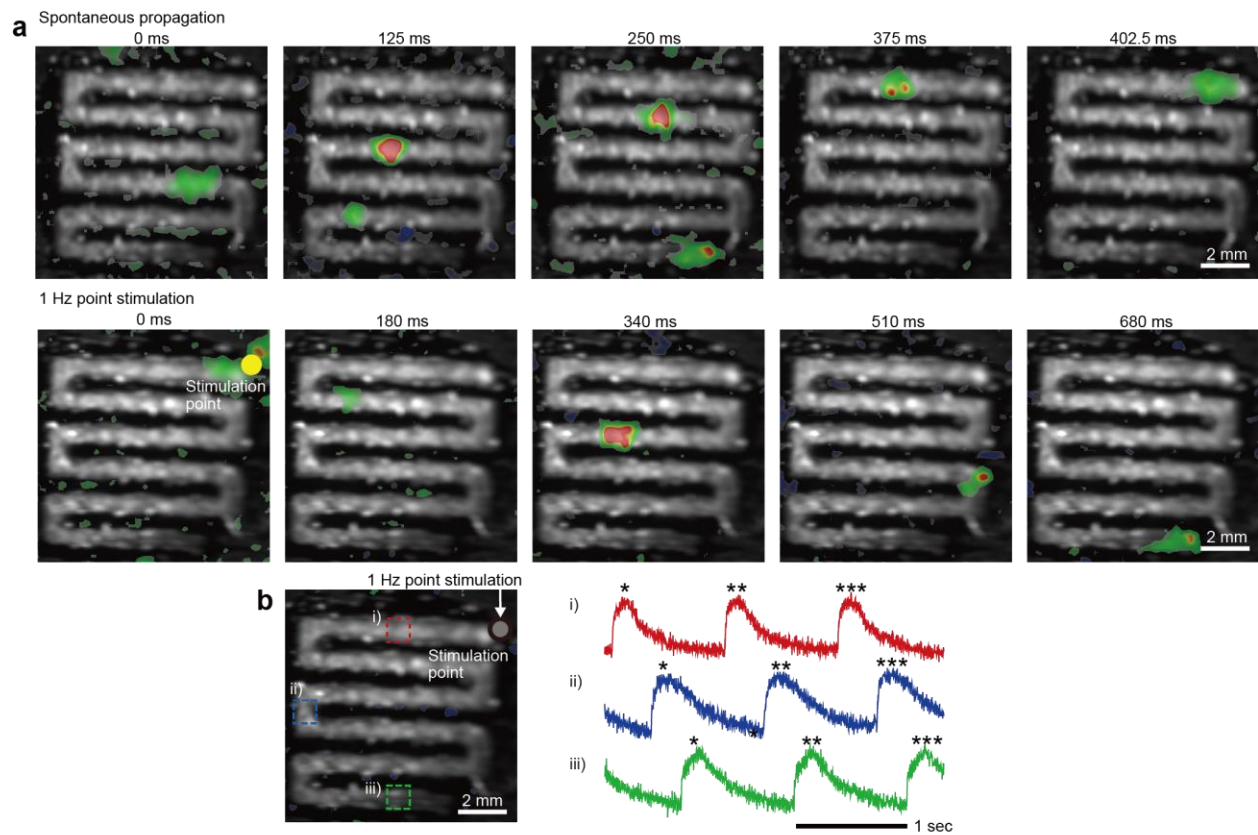 a
Spontaneous propagation
0 ms
125 ms
250 ms
375 ms
402.5 ms
2 mm
1 Hz point stimulation
0 ms
180 ms
340 ms
510 ms
680 ms
Stimulation
point
2 mm
b
1 Hz point stimulation
i)
Stimulation
point
ii)
iii)
2 mm
i)
*
**
***
ii)
*
**
***
*
iii)
*
**
***
1 sec